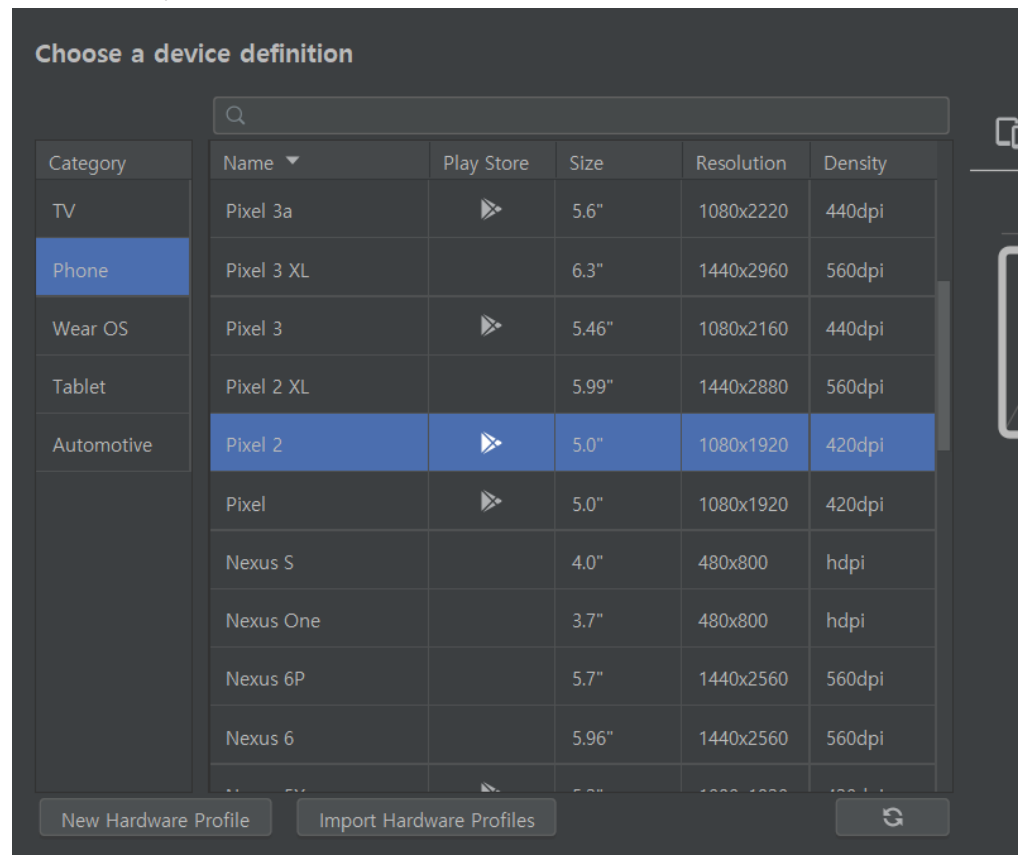 Choose a device definition
Category Name Play Store Size Resolution Density
TV Pixel 3a 5.6" 1080x2220 440dpi
Phone Pixel 3 XL 6.3" 1440x2960 560dpi
Wear OS Pixel 3 5.46" 1080x2160 440dpi
Tablet Pixel 2 XL 5.99" 1440x2880 560dpi
Automotive Pixel 2 5.0" 1080x1920 420dpi
Pixel 5.0" 1080x1920 420dpi
Nexus S 4.0" 480x800 hdpi
Nexus One 3.7" 480x800 hdpi
Nexus 6P 5.7" 1440x2560 560dpi
Nexus 6 5.96" 1440x2560 560dpi
New Hardware Profile Import Hardware Profiles